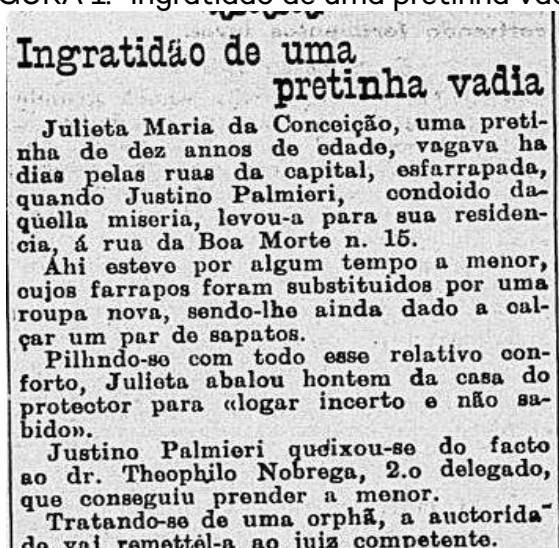 "Ingratidão de uma pretinha vad
Ingratidão de uma
pretinha vadia
Julieta Maria da Conceição, uma preti-
nha de dez annos de edade, vagava ha
dias pelas ruas da capital, esfarrapada,
quando Justino Palmieri, condoido da-
quella miseria, levou-a para sua residen-
cia, á rua da Boa Morte n. 15.
Ahi esteve por algum tempo a menor,
cujos farrapos foram substituidos por uma
roupa nova, sendo-lhe ainda dado a cal-
çar um par de sapatos.
Pilhndo-se com todo esse relativo con-
forto, Julieta abalou hontem da casa do
protector para «logar incerto e não sa-
bido».
Justino Palmieri queixou-se do facto
ao dr. Theophilo Nobrega, 2.o delegado,
que conseguiu prender a menor.
Tratando-se de uma orphã, a auctorida-
de vai remettel-a ao juiz competente.